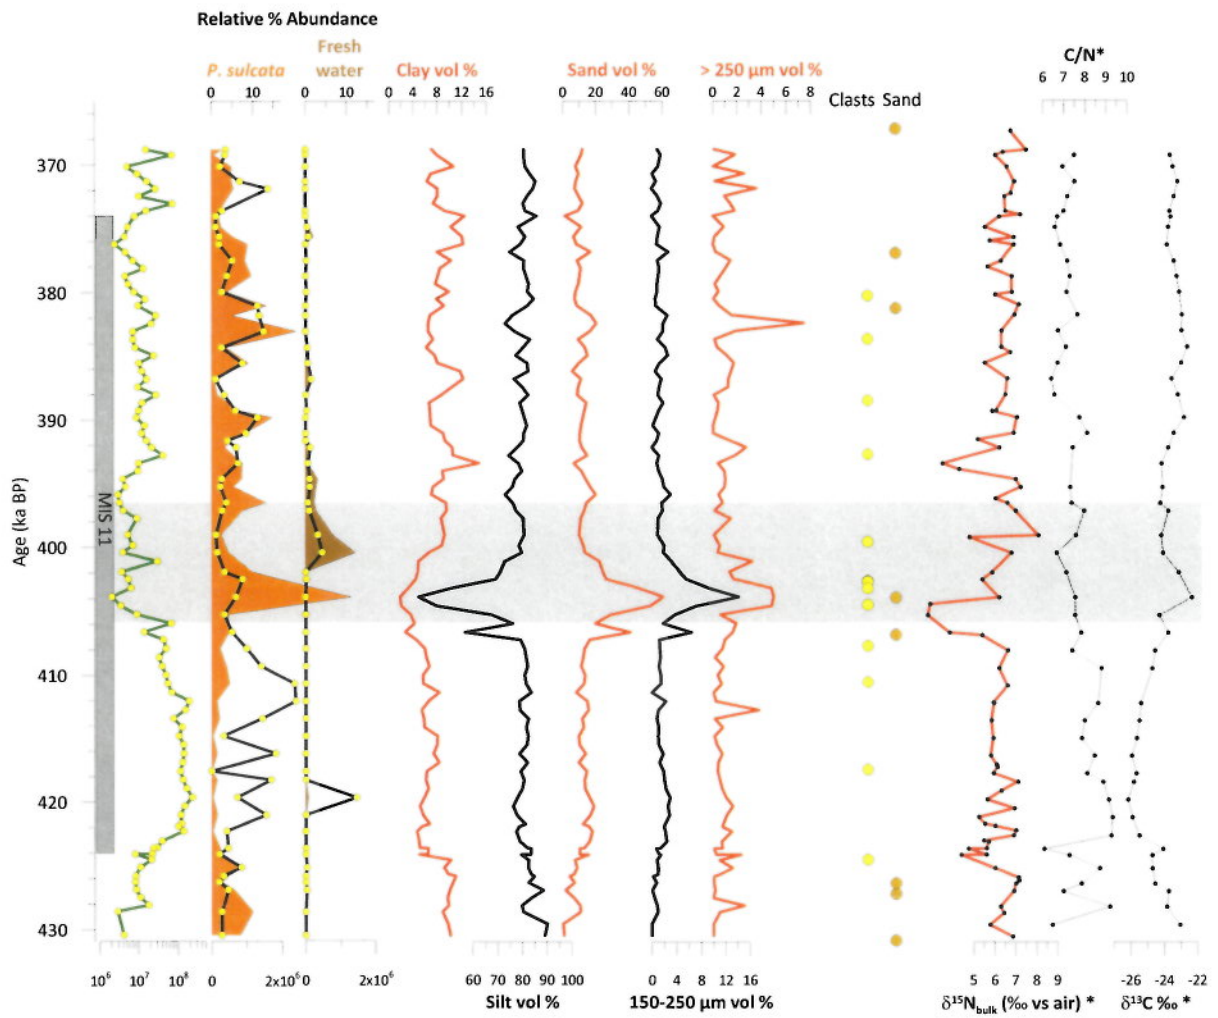 Relative % Abundance
Fresh
water
P. sulcata
Clay vol %
Sand vol %
> 250 µm vol %
C/N*
0 10
0 10
0 4 8 12 16
0 20 40 60
0 2 4 6 8
Clasts Sand
6 7 8 9 10
370
380
390
400
410
420
430
Age (ka BP)
MIS 11
10⁶ 10⁷ 10⁸
0 2x10⁶
2x10⁶
60 70 80 90 100
0 4 8 12 16
0
0
5 6 7 8 9
-26 -24 -22
Silt vol %
150-250 µm vol %
δ¹⁵N bulk (‰ vs air) *
δ¹³C ‰ *